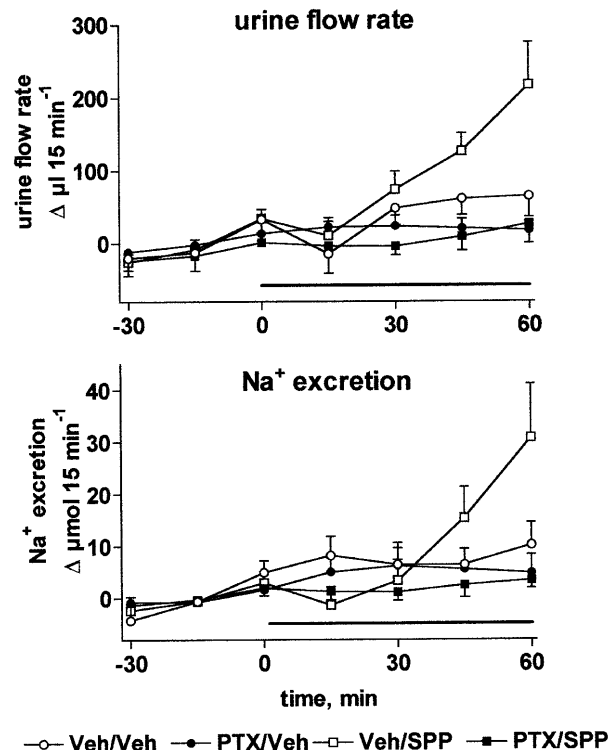 urine flow rate
300
200
100
0
urine flow rate
Δ µl 15 min⁻¹
-30 0 30 60
Na⁺ excretion
40
30
20
10
0
Na⁺ excretion
Δ µmol 15 min⁻¹
-30 0 30 60
time, min
Veh/Veh PTX/Veh Veh/SPP PTX/SPP